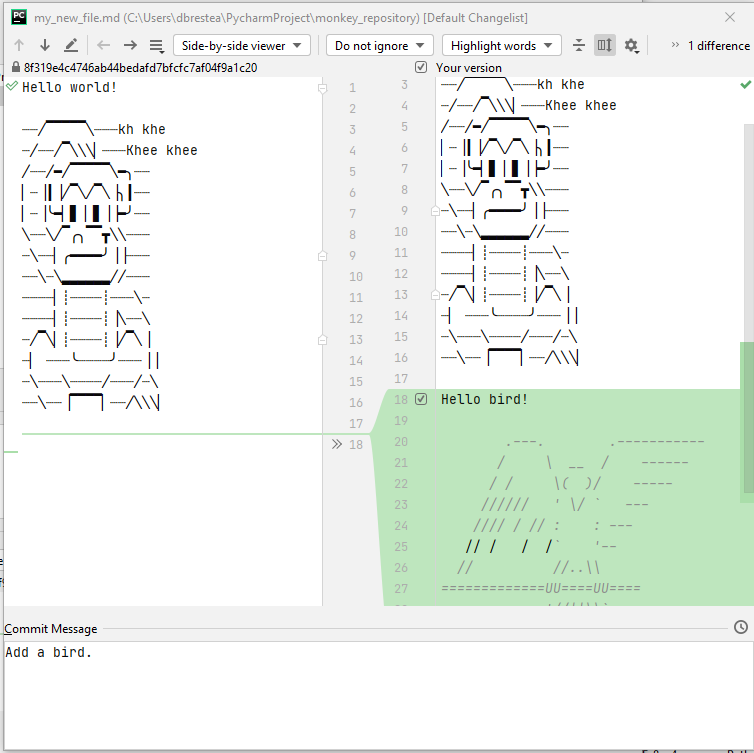 PC my_new_file.md (C:\Users\dbrestea\PycharmProject\monkey_repository) [Default Changelist]
Side-by-side viewer Do not ignore Highlight words 1 difference
8f319e4c4746ab44bedafd7bfcfc7af04f9a1c20 Your version
Hello world! 1
2 3
kh khe 3 kh khe
Khee khee 4 Khee khee
5 5
6 6
7 7
8 8
9 9
10 10
11 11
12 12
13 13
14 14
15 15
16 16
17 17
18 18 Hello bird!
19
20 .---. .-----------
21 / \ __ / ------
22 / / \( )/ -----
23 ////// ' \/ ` ---
24 //// / // : : ---
25 // / / /` '--
26 // //..\\
27 =============UU====UU====
Commit Message
Add a bird.